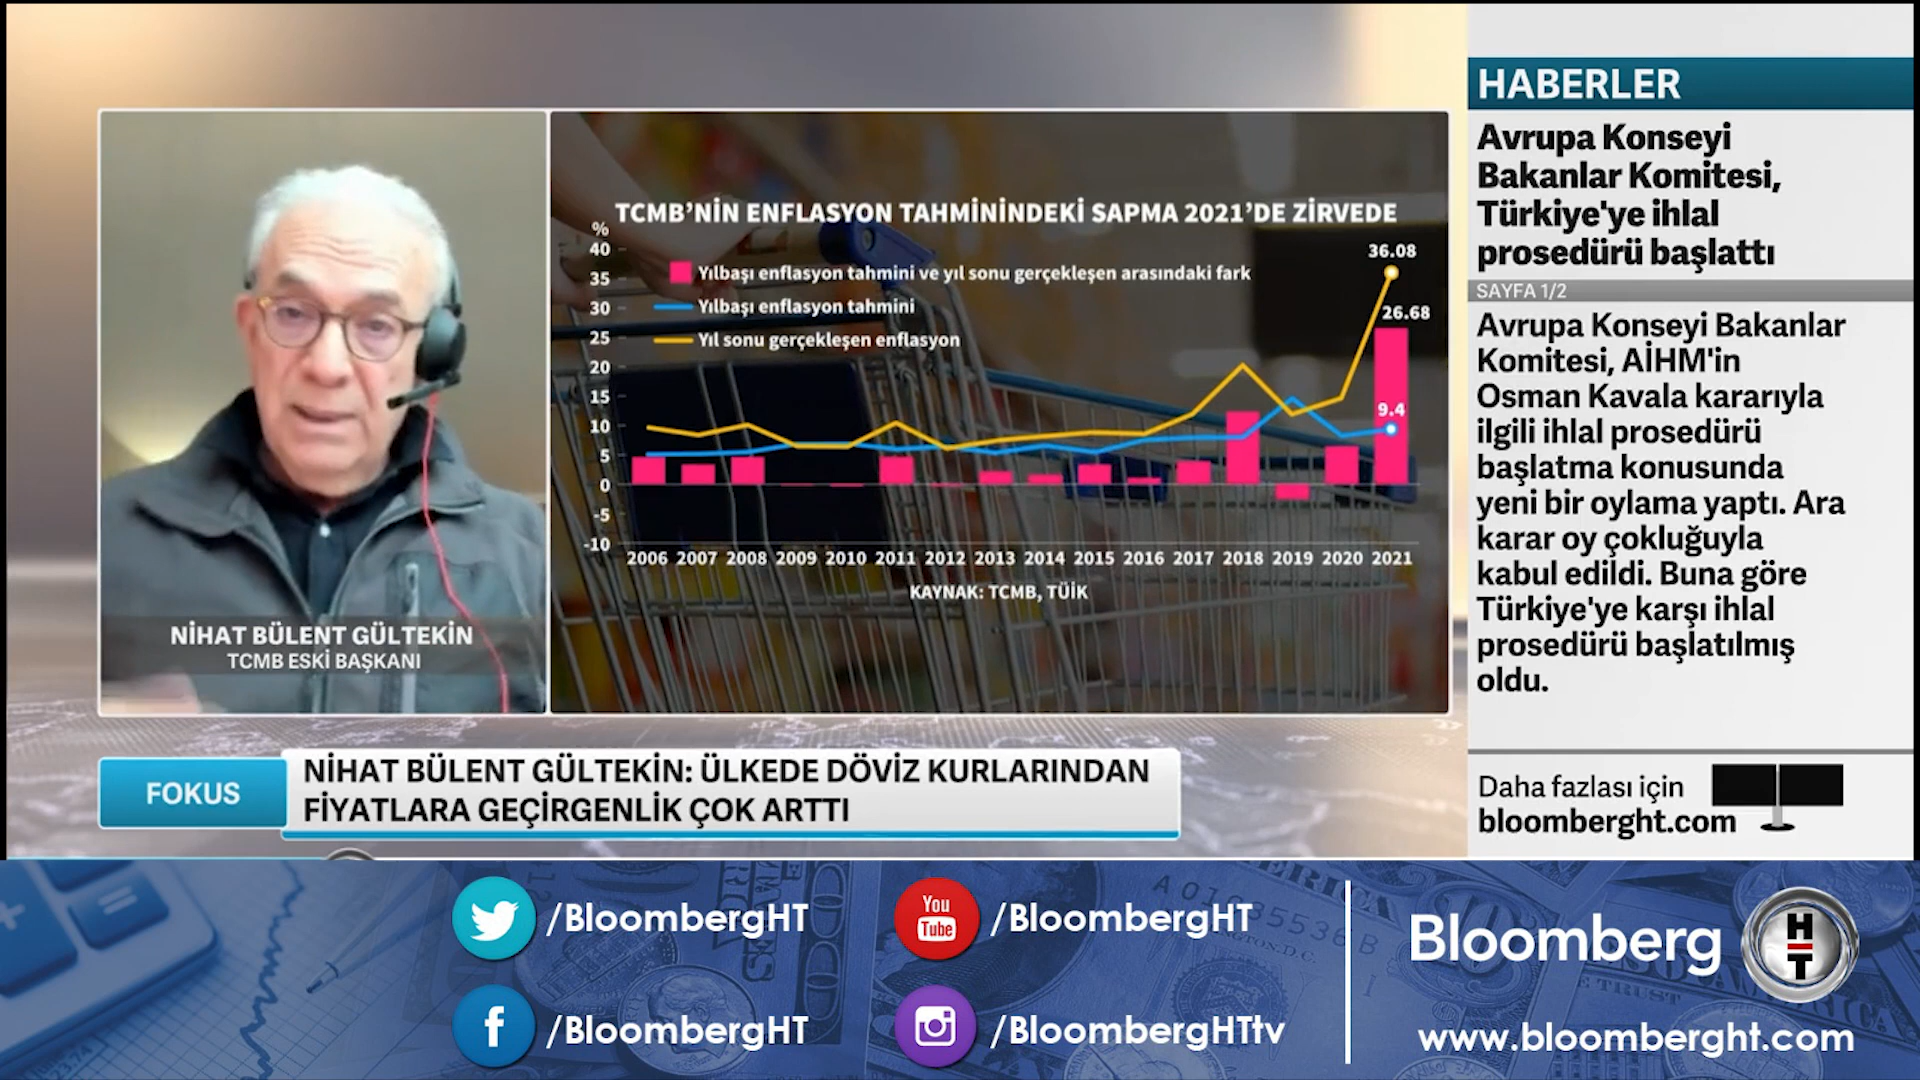 TCMB'NİN ENFLASYON TAHMİNİNDEKİ SAPMA 2021'DE ZİRVEDE
%
40
35
30
25
20
15
10
5
0
-5
-10
Yılbaşı enflasyon tahmini ve yıl sonu gerçekleşen arasındaki fark
Yılbaşı enflasyon tahmini
Yıl sonu gerçekleşen enflasyon
36.08
26.68
9.4
2006 2007 2008 2009 2010 2011 2012 2013 2014 2015 2016 2017 2018 2019 2020 2021
KAYNAK: TCMB, TÜİK
NİHAT BÜLENT GÜLTEKİN
TCMB ESKİ BAŞKANI
FOKUS
NİHAT BÜLENT GÜLTEKİN: ÜLKEDE DÖVİZ KURLARINDAN
FİYATLARA GEÇİRGENLİK ÇOK ARTTI
HABERLER
Avrupa Konseyi
Bakanlar Komitesi,
Türkiye'ye ihlal
prosedürü başlattı
SAYFA 1/2
Avrupa Konseyi Bakanlar
Komitesi, AİHM'in
Osman Kavala kararıyla
ilgili ihlal prosedürü
başlatma konusunda
yeni bir oylama yaptı. Ara
karar oy çokluğuyla
kabul edildi. Buna göre
Türkiye'ye karşı ihlal
prosedürü başlatılmış
oldu.
Daha fazlası için
bloomberght.com
/BloombergHT
You
Tube
/BloombergHT
f
/BloombergHT
/BloombergHTtv
Bloomberg
HT
www.bloomberght.com